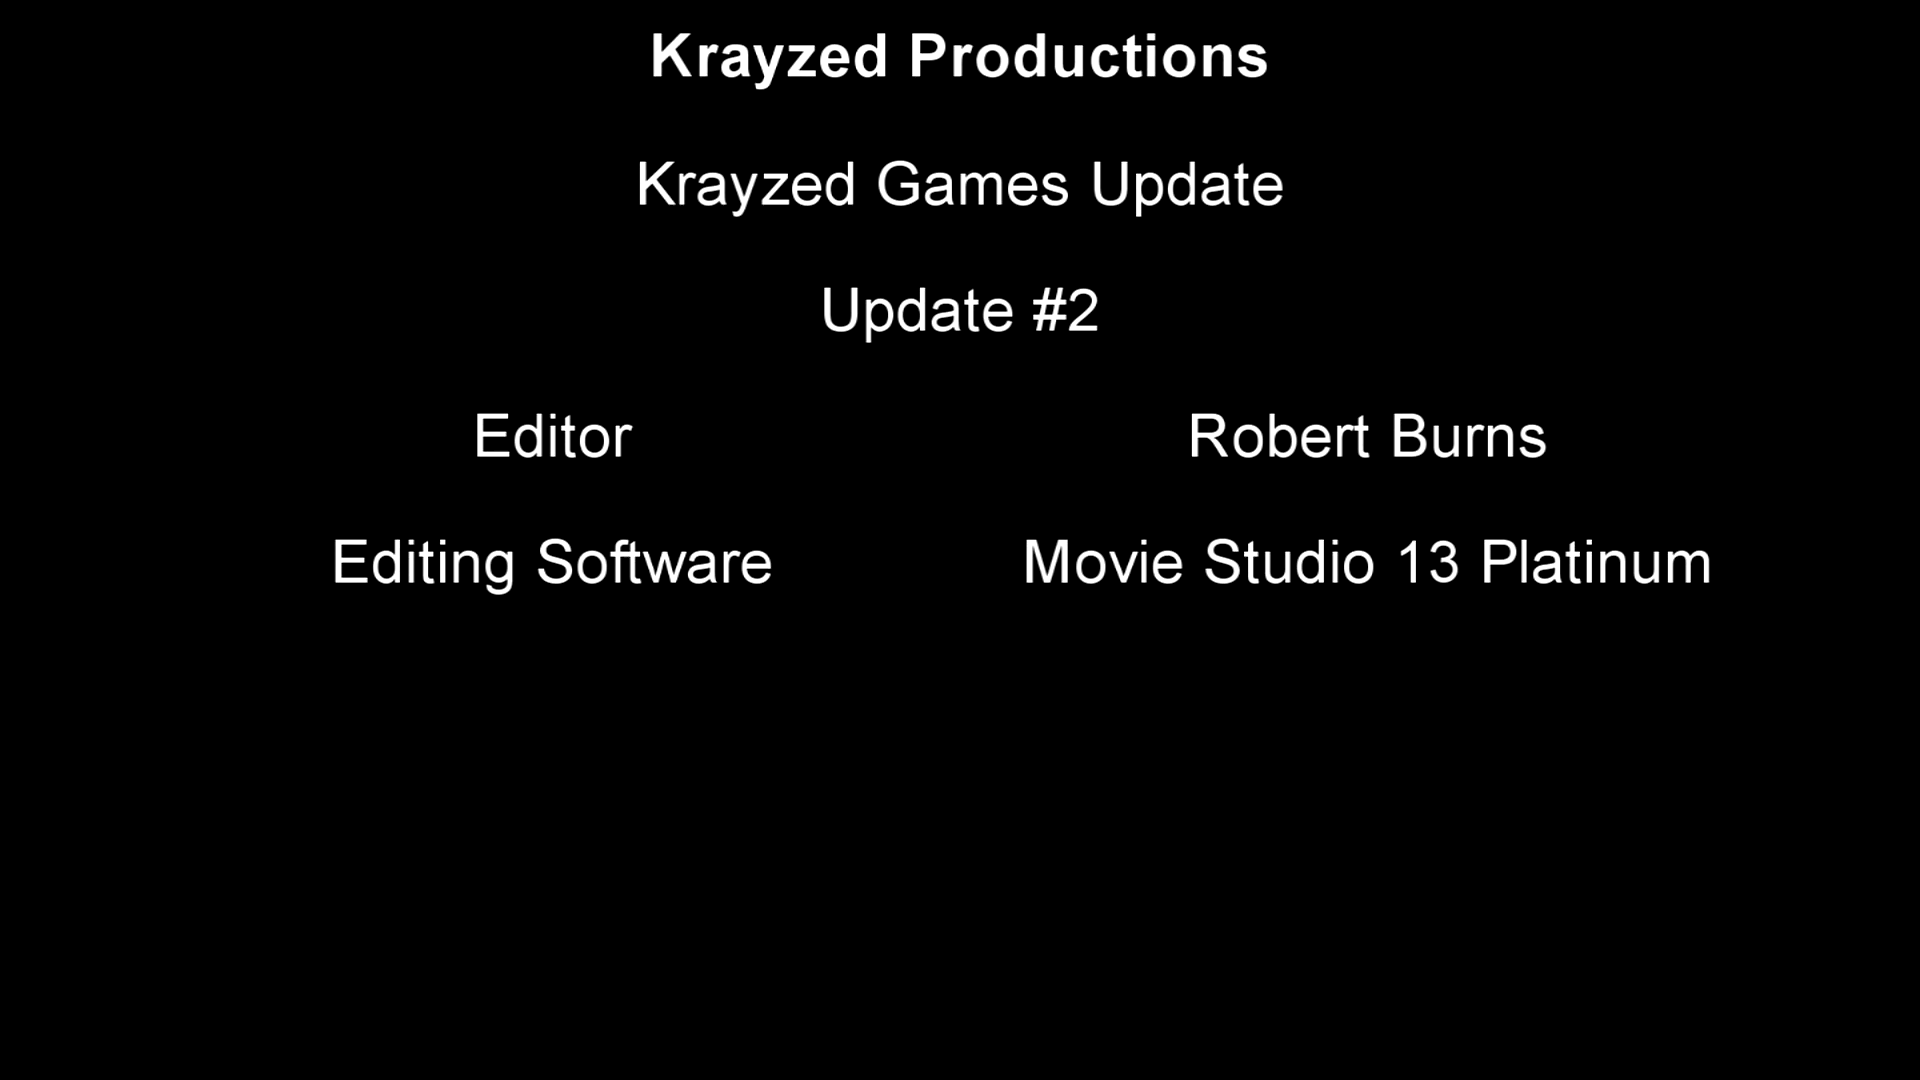 Krayzed Productions
Krayzed Games Update
Update #2
Editor Robert Burns
Editing Software Movie Studio 13 Platinum